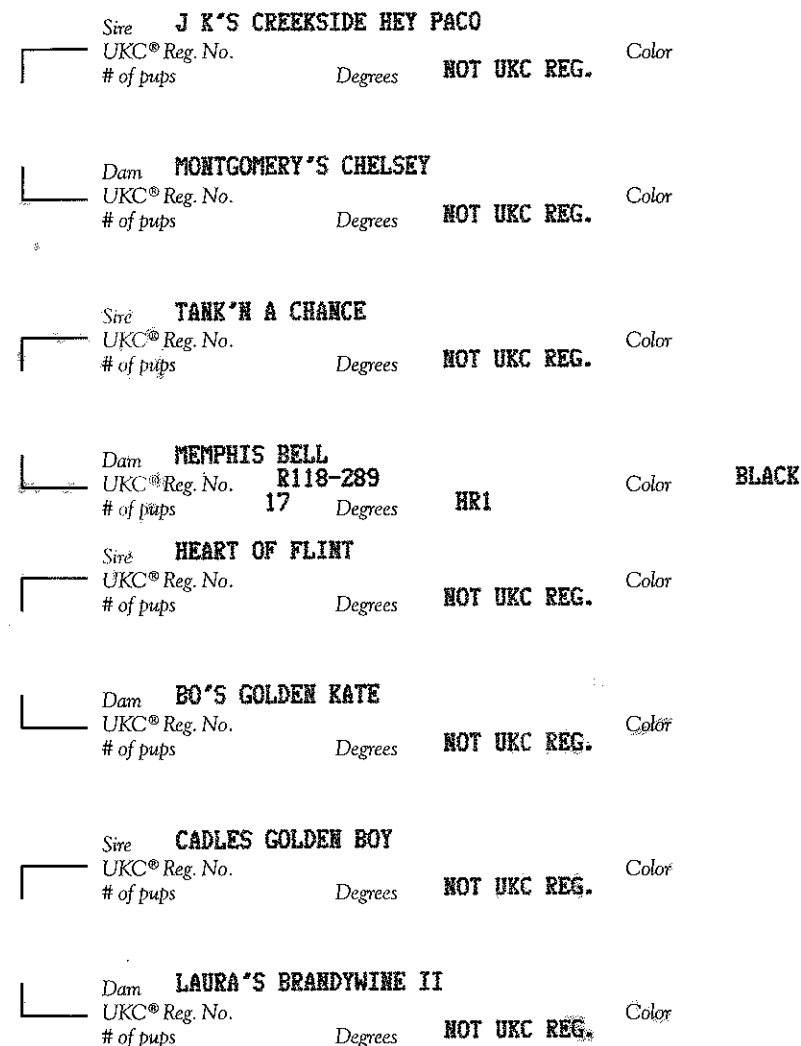 Sire J K'S CREEKSIDE HEY PACO
UKC® Reg. No. Color
# of pups Degrees NOT UKC REG.
Dam MONTGOMERY'S CHELSEY
UKC® Reg. No. Color
# of pups Degrees NOT UKC REG.
Sire TANK'N A CHANCE
UKC® Reg. No. Color
# of pups Degrees NOT UKC REG.
Dam MEMPHIS BELL
UKC® Reg. No. R118-289 Color BLACK
# of pups 17 Degrees HR1
Sire HEART OF FLINT
UKC® Reg. No. Color
# of pups Degrees NOT UKC REG.
Dam BO'S GOLDEN KATE
UKC® Reg. No. Color
# of pups Degrees NOT UKC REG.
Sire CADLES GOLDEN BOY
UKC® Reg. No. Color
# of pups Degrees NOT UKC REG.
Dam LAURA'S BRANDYWINE II
UKC® Reg. No. Color
# of pups Degrees NOT UKC REG.